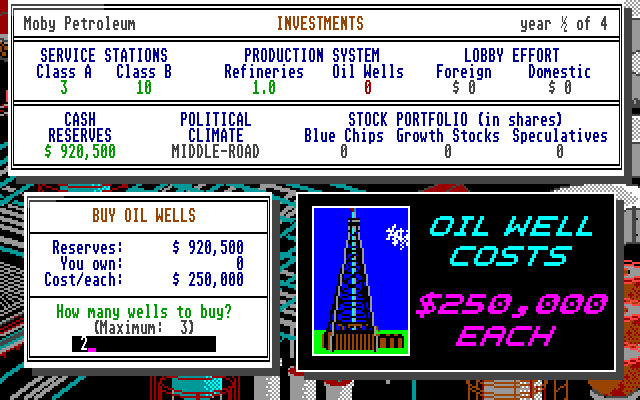 Moby Petroleum INVESTMENTS year ½ of 4
SERVICE STATIONS PRODUCTION SYSTEM LOBBY EFFORT
Class A Class B Refineries Oil Wells Foreign Domestic
3 10 1.0 0 $ 0 $ 0
CASH POLITICAL STOCK PORTFOLIO (in shares)
RESERVES CLIMATE Blue Chips Growth Stocks Speculatives
$ 920,500 MIDDLE-ROAD 0 0 0
BUY OIL WELLS
Reserves: $ 920,500
You own: 0
Cost/each: $ 250,000
How many wells to buy?
(Maximum: 3)
2
OIL WELL
COSTS
$250,000
EACH